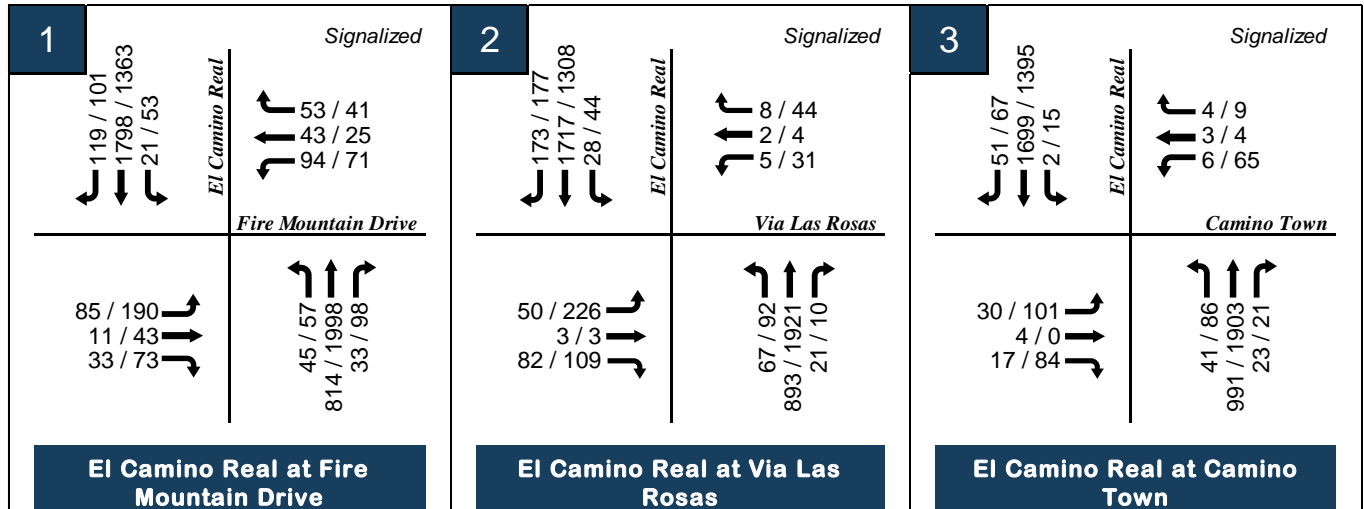 1
Signalized
119 / 101
1798 / 1363
21 / 53
El Camino Real
53 / 41
43 / 25
94 / 71
Fire Mountain Drive
85 / 190
11 / 43
33 / 73
45 / 57
814 / 1998
33 / 98
El Camino Real at Fire
Mountain Drive
2
Signalized
173 / 177
1717 / 1308
28 / 44
El Camino Real
8 / 44
2 / 4
5 / 31
Via Las Rosas
50 / 226
3 / 3
82 / 109
67 / 92
893 / 1921
21 / 10
El Camino Real at Via Las
Rosas
3
Signalized
51 / 67
1699 / 1395
2 / 15
El Camino Real
4 / 9
3 / 4
6 / 65
Camino Town
30 / 101
4 / 0
17 / 84
41 / 86
991 / 1903
23 / 21
El Camino Real at Camino
Town